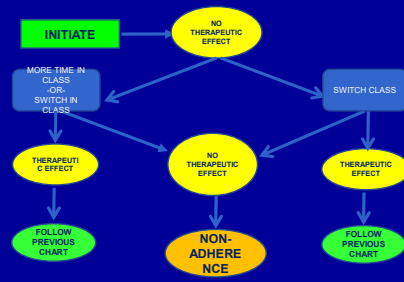 INITIATE
NO
THERAPEUTIC
EFFECT
MORE TIME IN
CLASS
-OR-
SWITCH IN
CLASS
SWITCH CLASS
THERAPEUTI
C EFFECT
NO
THERAPEUTIC
EFFECT
THERAPEUTIC
EFFECT
FOLLOW
PREVIOUS
CHART
NON-
ADHERE
NCE
FOLLOW
PREVIOUS
CHART